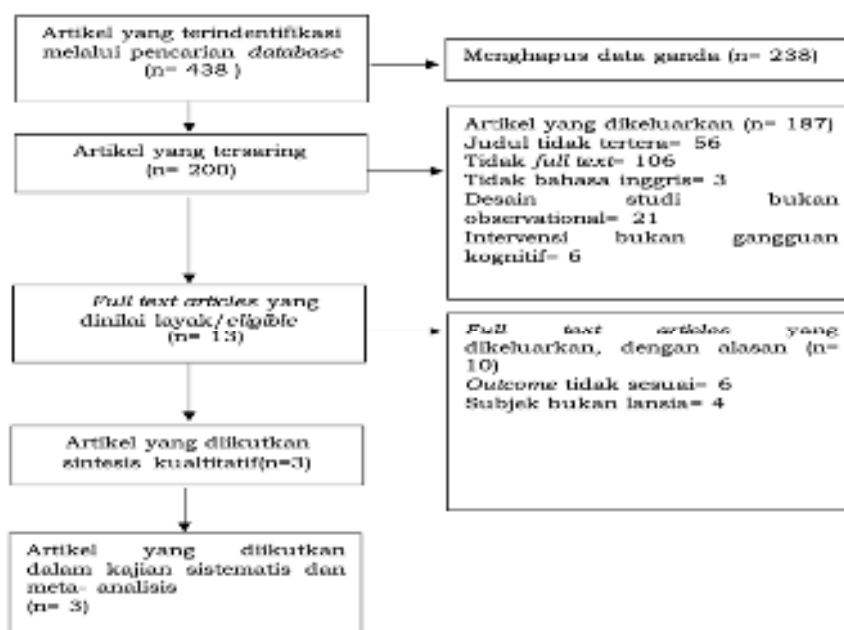 Artikel yang terindentifikasi
melalui pencarian database
(n= 438 )
Menghapus data ganda (n= 238)
Artikel yang tersaring
(n= 200)
Artikel yang dikeluarkan (n= 187)
Judul tidak tertera= 56
Tidak full text= 106
Tidak bahasa inggris= 3
Desain studi bukan
observational= 21
Intervensi bukan gangguan
kognitif= 6
Full text articles yang
dinilai layak/eligible
(n= 13)
Full text articles yang
dikeluarkan, dengan alasan (n=
10)
Outcome tidak sesuai= 6
Subjek bukan lansia= 4
Artikel yang diikutkan
sintesis kualtitatif(n=3)
Artikel yang diikutkan
dalam kajian sistematis dan
meta- analisis
(n= 3)